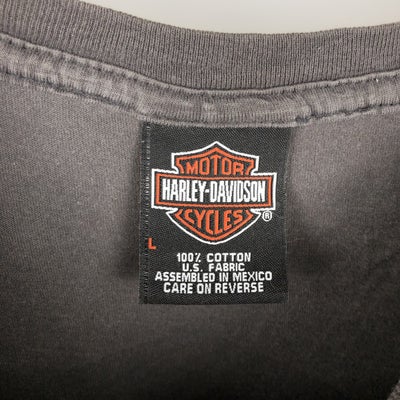 MOTOR
HARLEY-DAVIDSON
CYCLES
®
L
100% COTTON
U.S. FABRIC
ASSEMBLED IN MEXICO
CARE ON REVERSE